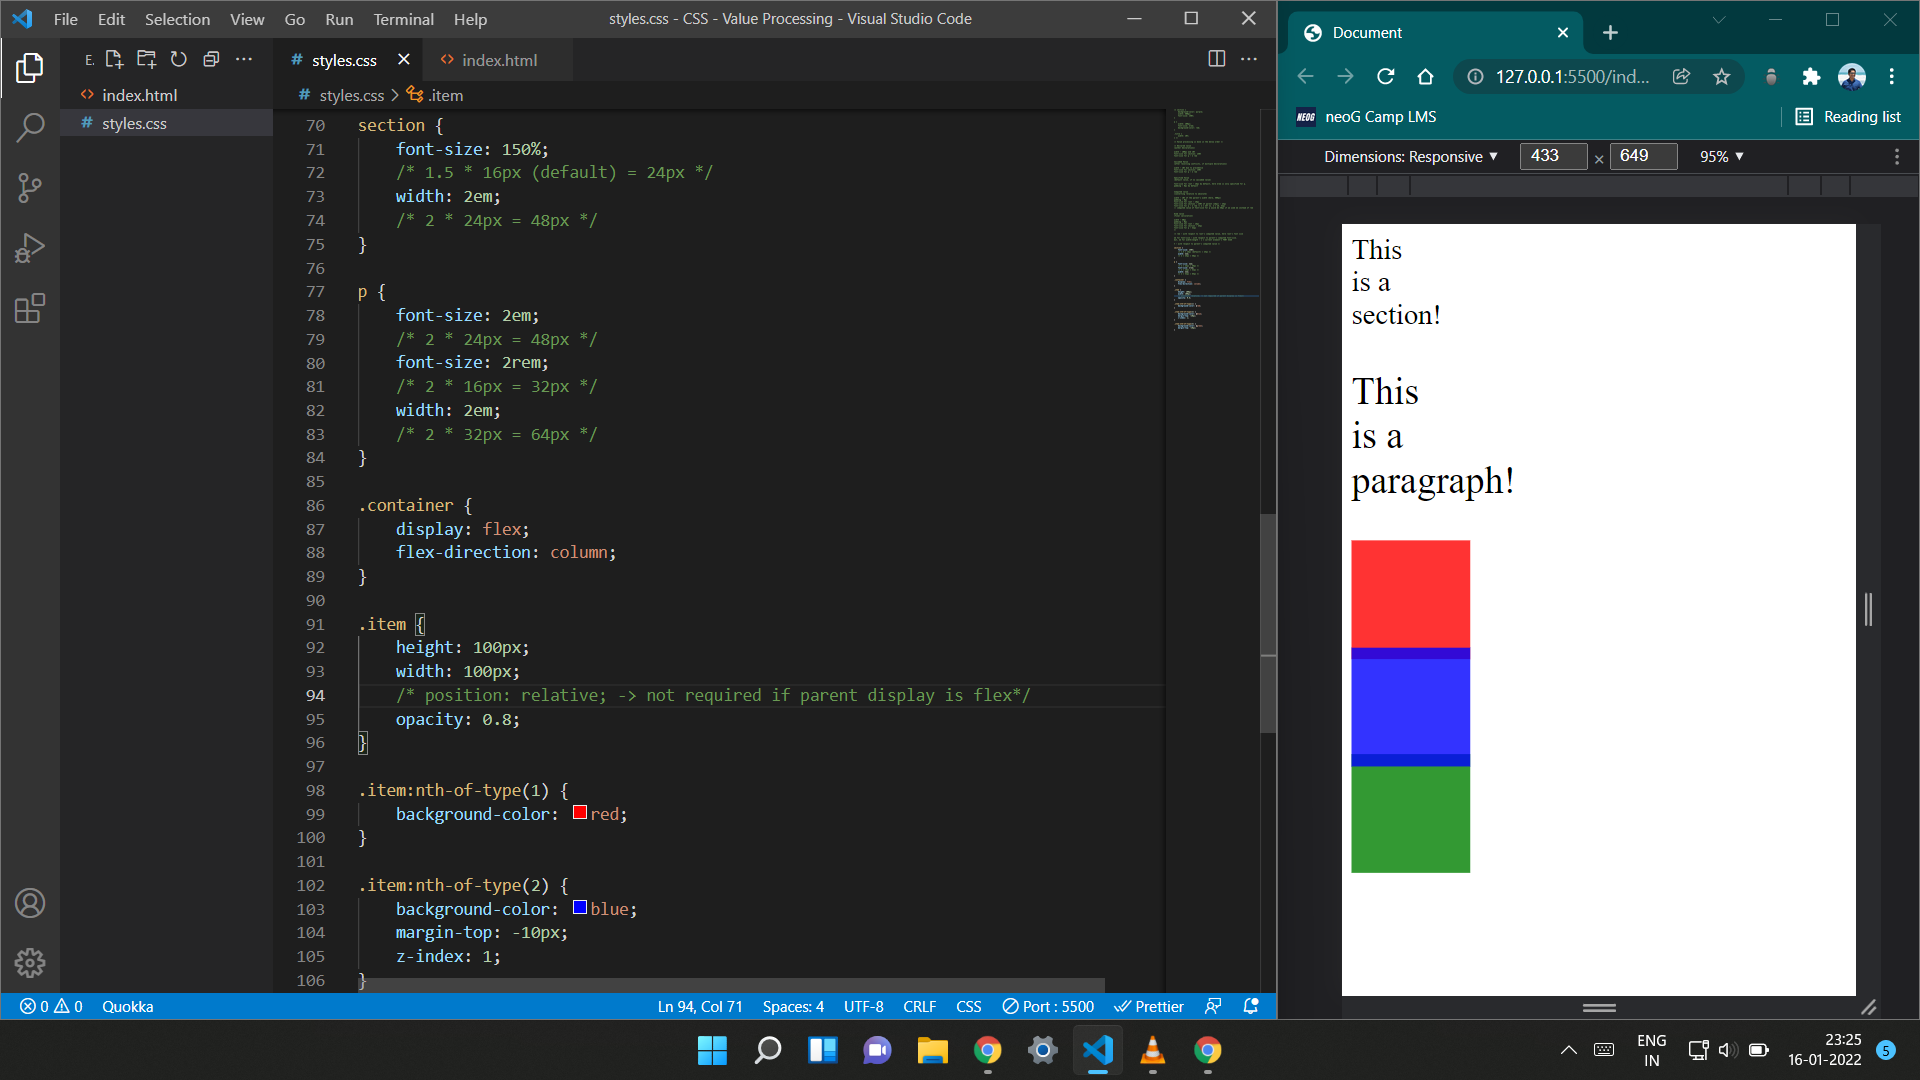 File Edit Selection View Go Run Terminal Help
styles.css - CSS - Value Processing - Visual Studio Code
E.
index.html
styles.css
# styles.css
index.html
# styles.css > .item
70 section {
71 font-size: 150%;
72 /* 1.5 * 16px (default) = 24px */
73 width: 2em;
74 /* 2 * 24px = 48px */
75 }
76
77 p {
78 font-size: 2em;
79 /* 2 * 24px = 48px */
80 font-size: 2rem;
81 /* 2 * 16px = 32px */
82 width: 2em;
83 /* 2 * 32px = 64px */
84 }
85
86 .container {
87 display: flex;
88 flex-direction: column;
89 }
90
91 .item {
92 height: 100px;
93 width: 100px;
94 /* position: relative; -> not required if parent display is flex*/
95 opacity: 0.8;
96 }
97
98 .item:nth-of-type(1) {
99 background-color: red;
100 }
101
102 .item:nth-of-type(2) {
103 background-color: blue;
104 margin-top: -10px;
105 z-index: 1;
106 }
0 0 Quokka
Ln 94, Col 71 Spaces: 4 UTF-8 CRLF CSS Port : 5500 Prettier
Document
127.0.0.1:5500/ind...
NEOG neoG Camp LMS
Reading list
Dimensions: Responsive ▼ 433 × 649 95% ▼
This
is a
section!
This
is a
paragraph!
ENG
IN
23:25
16-01-2022
5